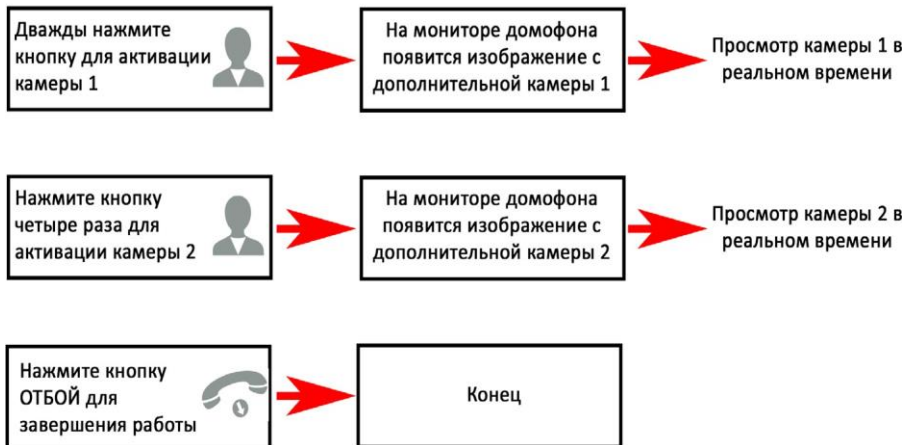 Дважды нажмите
кнопку для активации
камеры 1
На мониторе домофона
появится изображение с
дополнительной камеры 1
Просмотр камеры 1 в
реальном времени
Нажмите кнопку
четыре раза для
активации камеры 2
На мониторе домофона
появится изображение с
дополнительной камеры 2
Просмотр камеры 2 в
реальном времени
Нажмите кнопку
ОТБОЙ для
завершения работы
Конец